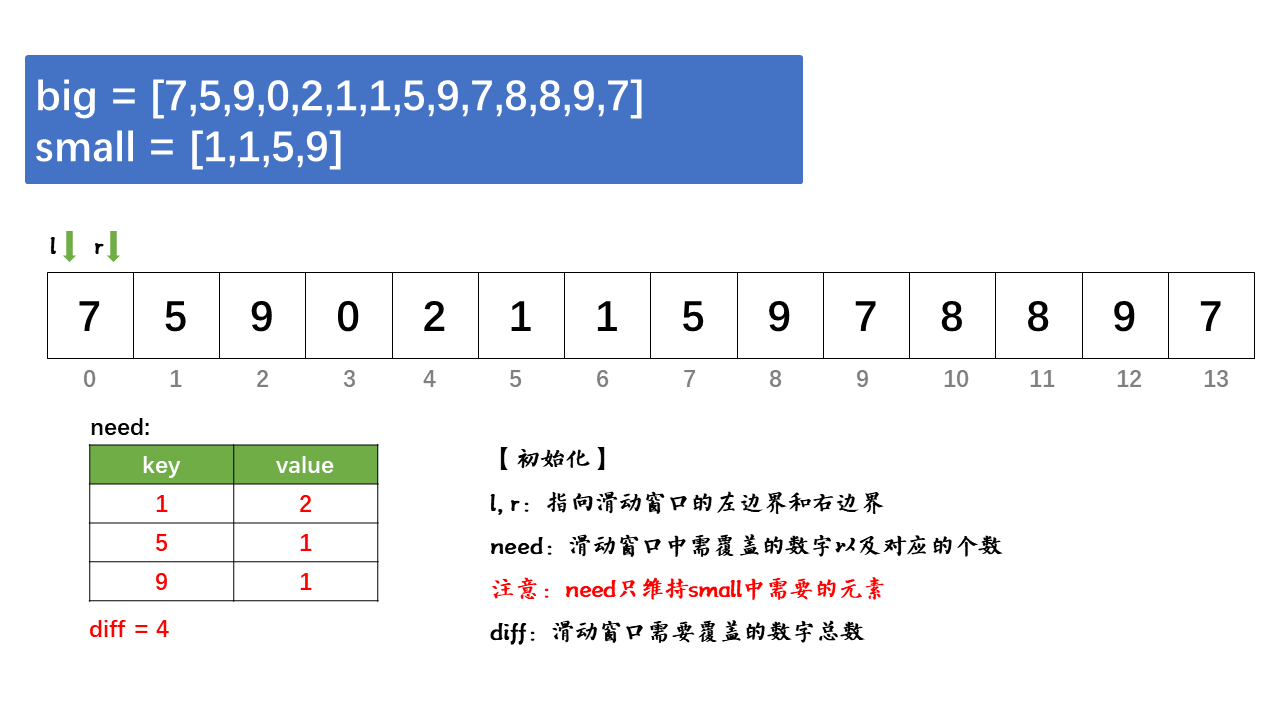 big = [7,5,9,0,2,1,1,5,9,7,8,8,9,7]
small = [1,1,5,9]
l r
7 5 9 0 2 1 1 5 9 7 8 8 9 7
0 1 2 3 4 5 6 7 8 9 10 11 12 13
need:
key value
1 2
5 1
9 1
diff = 4
【初始化】
l, r：指向滑动窗口的左边界和右边界
need：滑动窗口中需覆盖的数字以及对应的个数
注意：need只维持small中需要的元素
diff：滑动窗口需要覆盖的数字总数